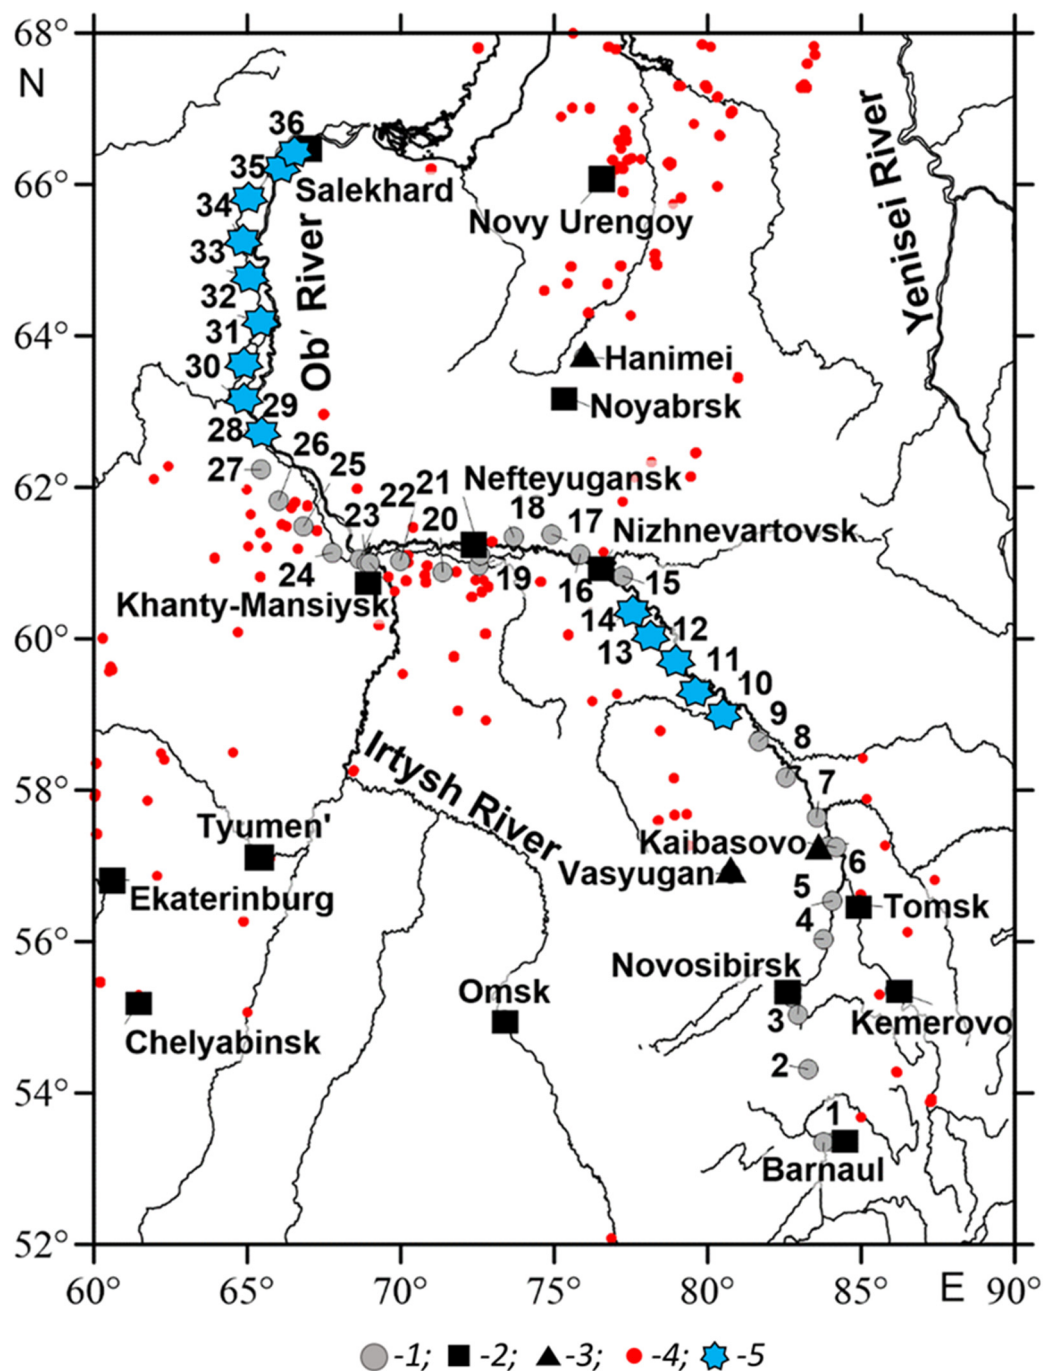 68°
N
36
35
Salekhard
34
66°
Novy Urengoy
33
Ob' River
Yenisei River
32
31
64°
30
Hanimei
29
Noyabrsk
28
26
27
25
62°
Nefteyugansk
22 21
18
23
20
17
Nizhnevartovsk
24
19
16
15
Khanty-Mansiysk
14
60°
13
12
11
10
9
8
58°
7
Irtysh River
Tyumen'
Kaibasovo
6
Vasyugan
Ekaterinburg
5
4
Tomsk
56°
Novosibirsk
Omsk
3
Kemerovo
Chelyabinsk
2
54°
1
Barnaul
52°
60° 65° 70° 75° 80° 85° E 90°
-1; -2; -3; -4; -5